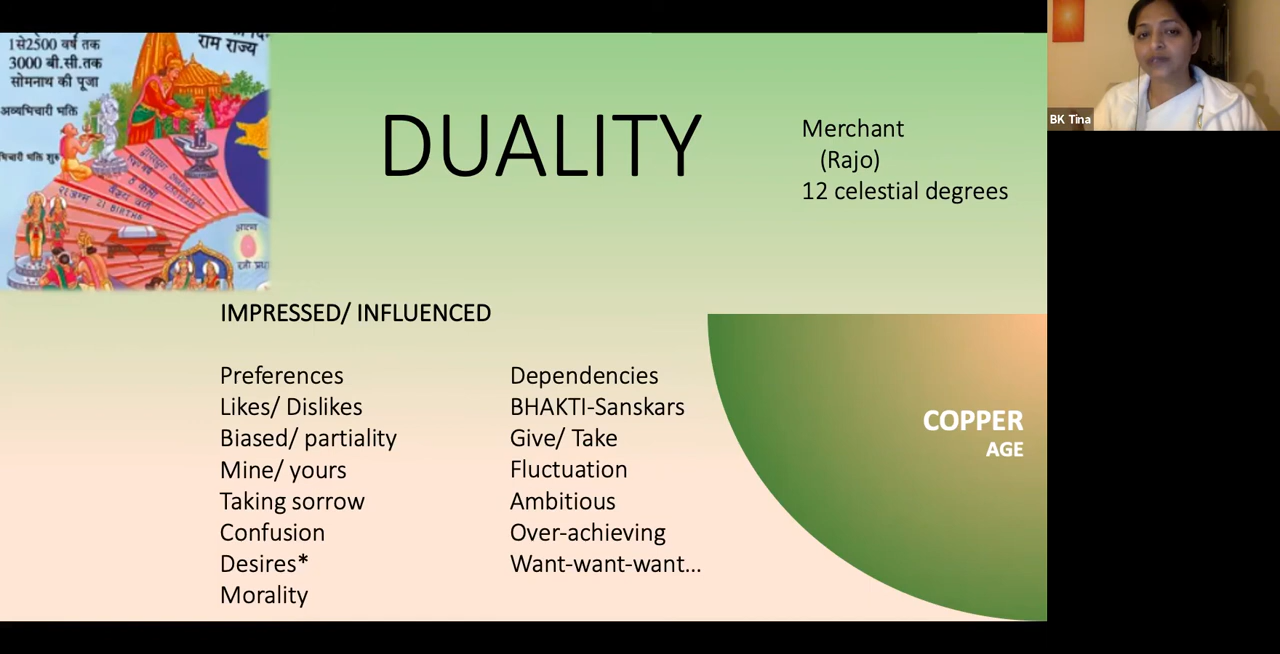 1से2500 वर्ष तक
3000 बी.सी.तक
सोमनाथ की पूजा
अव्यभिचारी भक्ति
राम राज्य
21 BIRTHS
DUALITY
Merchant
(Rajo)
12 celestial degrees
BK Tina
IMPRESSED/ INFLUENCED
Preferences
Likes/ Dislikes
Biased/ partiality
Mine/ yours
Taking sorrow
Confusion
Desires*
Morality
Dependencies
BHAKTI-Sanskars
Give/ Take
Fluctuation
Ambitious
Over-achieving
Want-want-want...
COPPER
AGE